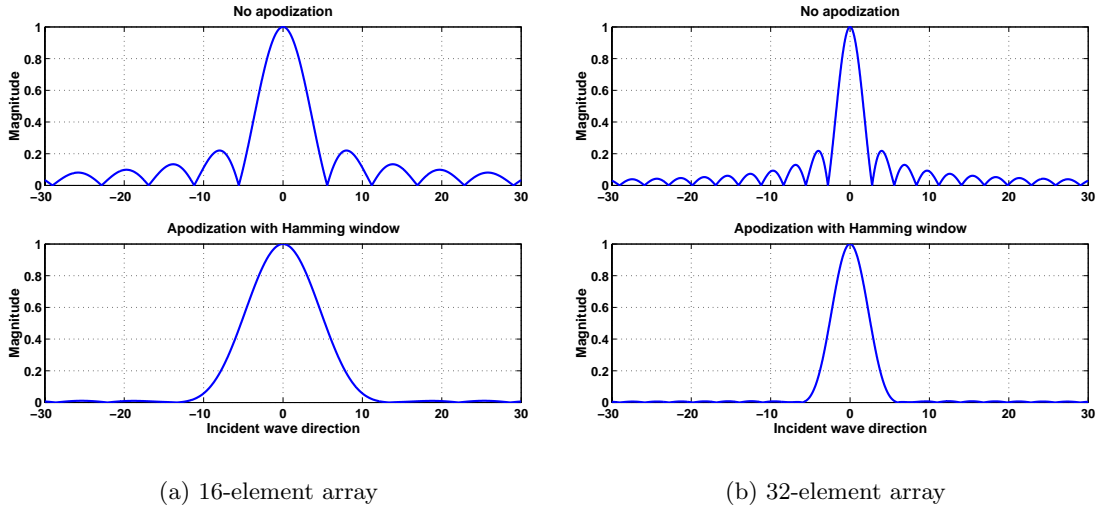 No apodization
1
0.8
0.6
0.4
0.2
0
Magnitude
−30 −20 −10 0 10 20 30
Apodization with Hamming window
1
0.8
0.6
0.4
0.2
0
Magnitude
−30 −20 −10 0 10 20 30
Incident wave direction
(a) 16-element array
No apodization
1
0.8
0.6
0.4
0.2
0
Magnitude
−30 −20 −10 0 10 20 30
Apodization with Hamming window
1
0.8
0.6
0.4
0.2
0
Magnitude
−30 −20 −10 0 10 20 30
Incident wave direction
(b) 32-element array